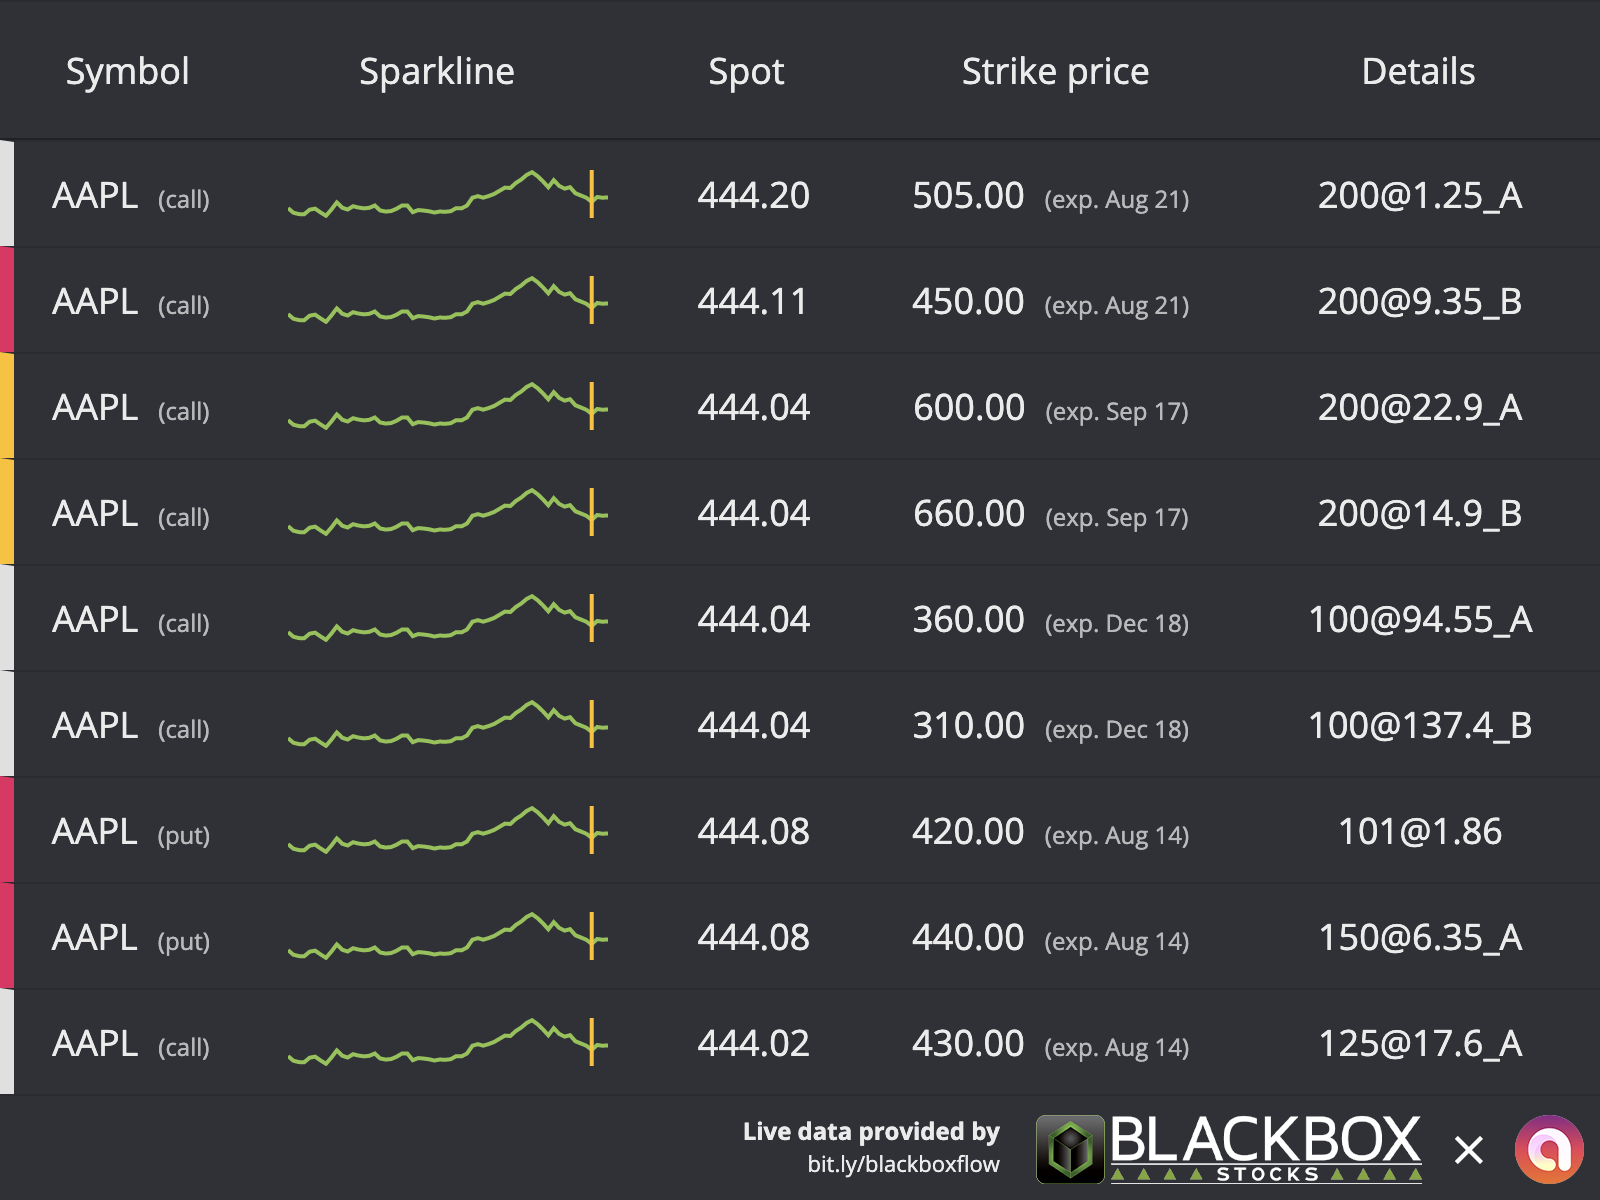 Symbol Sparkline Spot Strike price Details
AAPL (call) 444.20 505.00 (exp. Aug 21) 200@1.25_A
AAPL (call) 444.11 450.00 (exp. Aug 21) 200@9.35_B
AAPL (call) 444.04 600.00 (exp. Sep 17) 200@22.9_A
AAPL (call) 444.04 660.00 (exp. Sep 17) 200@14.9_B
AAPL (call) 444.04 360.00 (exp. Dec 18) 100@94.55_A
AAPL (call) 444.04 310.00 (exp. Dec 18) 100@137.4_B
AAPL (put) 444.08 420.00 (exp. Aug 14) 101@1.86
AAPL (put) 444.08 440.00 (exp. Aug 14) 150@6.35_A
AAPL (call) 444.02 430.00 (exp. Aug 14) 125@17.6_A
Live data provided by
bit.ly/blackboxflow
BLACKBOX
STOCKS
×
a